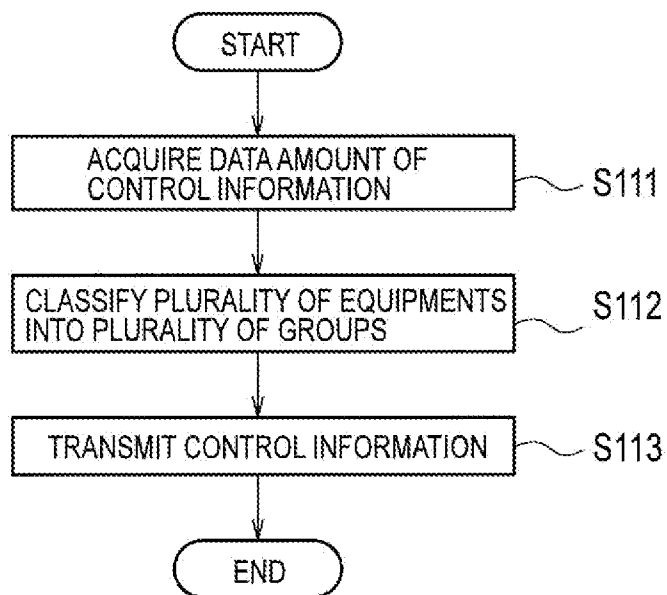 START
ACQUIRE DATA AMOUNT OF
CONTROL INFORMATION
S111
CLASSIFY PLURALITY OF EQUIPMENTS
INTO PLURALITY OF GROUPS
S112
TRANSMIT CONTROL INFORMATION
S113
END